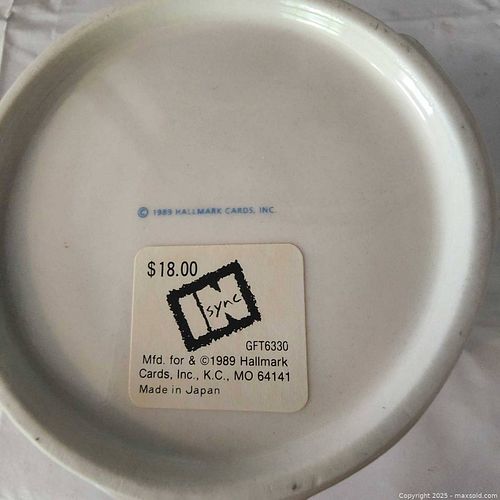 © 1989 HALLMARK CARDS, INC.
$18.00
IN
sync
GFT6330
Mfd. for & ©1989 Hallmark
Cards, Inc., K.C., MO 64141
Made in Japan
Copyright 2025 - maxsold.com